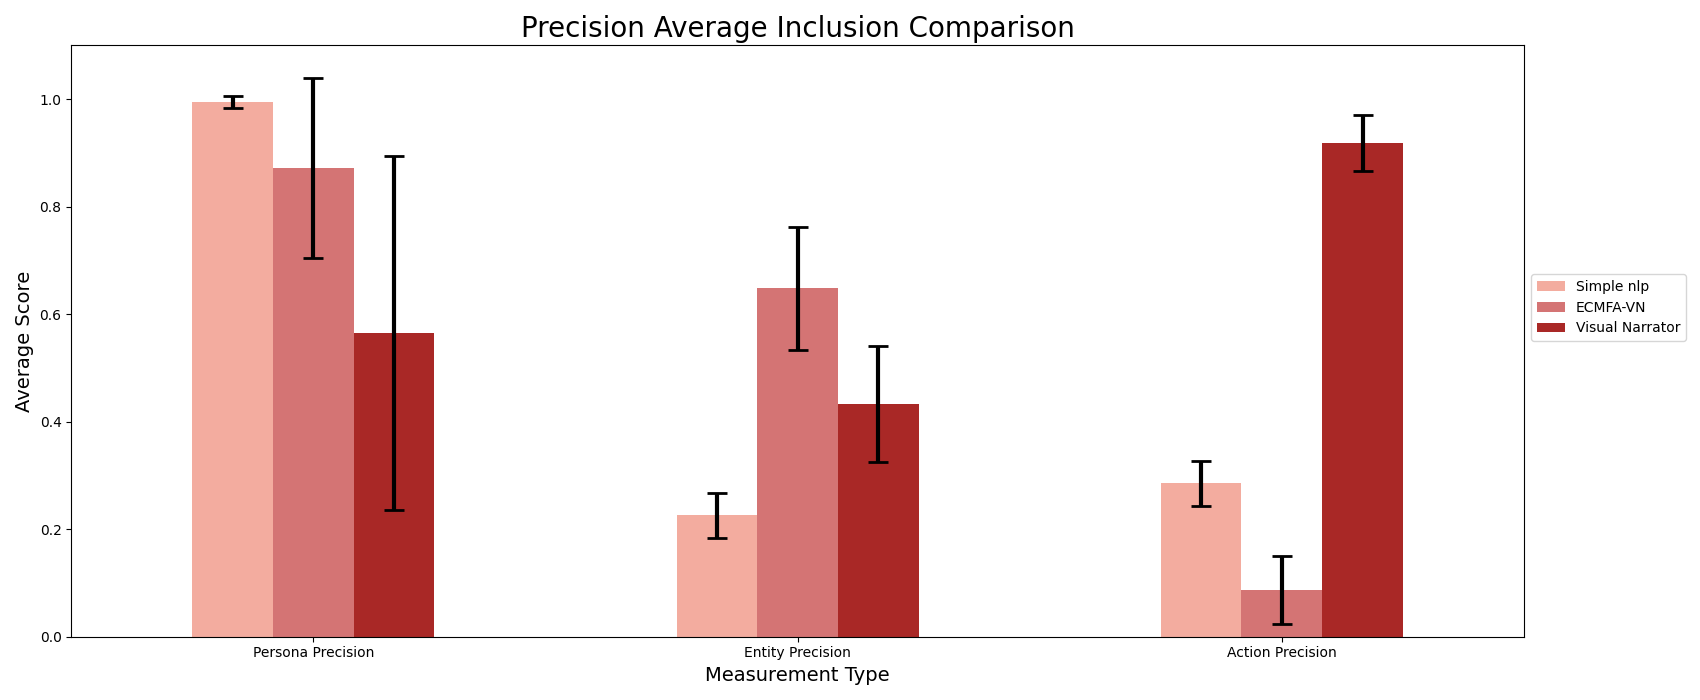 Precision Average Inclusion Comparison
Average Score
1.0
0.8
0.6
0.4
0.2
0.0
Persona Precision
Entity Precision
Action Precision
Measurement Type
Simple nlp
ECMFA-VN
Visual Narrator